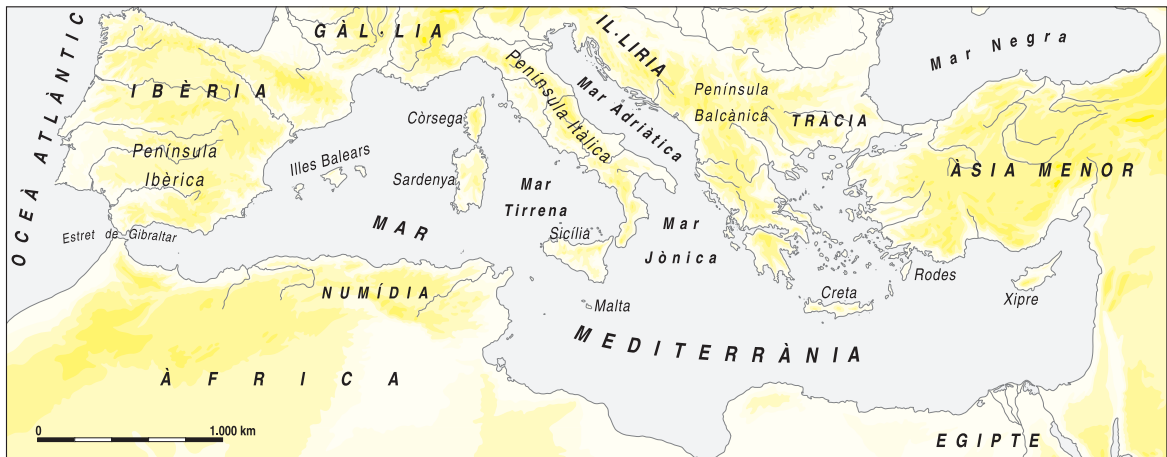 OCEÀ ATLÀNTIC
GÀL·LIA
IL·LIRIA
Mar Negra
IBÈRIA
Península Itàlica
Mar Adriàtica
Península
Balcànica
TRÀCIA
Còrsega
Península
Ibèrica
Illes Balears
Sardenya
ÀSIA MENOR
Mar
Tirrena
MAR
Mar
Jònica
Estret de Gibraltar
Sicília
Rodes
NUMÍDIA
Creta
Xipre
Malta
MEDITERRÀNIA
ÀFRICA
0 1.000 km
EGIPTE